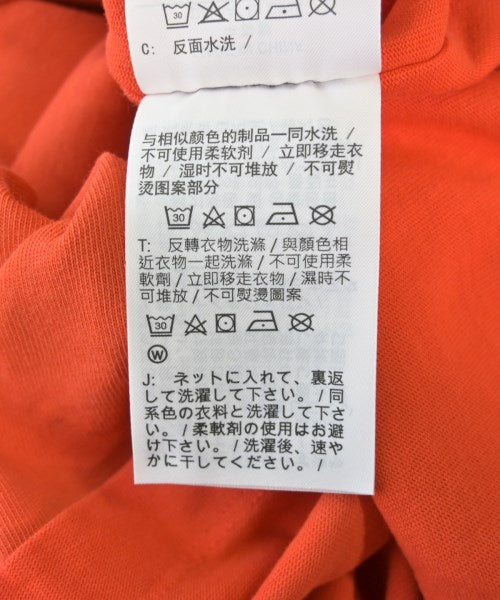 30
C: 反面水洗 /
与相似颜色的制品一同水洗 /
不可使用柔软剂 / 立即移走衣
物 / 湿时不可堆放 / 不可熨
烫图案部分
30
T: 反轉衣物洗滌 / 與顏色相
近衣物一起洗滌 / 不可使用柔
軟劑 / 立即移走衣物 / 濕時不
可堆放 / 不可熨燙圖案
30
W
J: ネットに入れて、裏返
して洗濯して下さい。/ 同
系色の衣料と洗濯して下さ
い。/ 柔軟剤の使用はお避
け下さい。/ 洗濯後、速や
かに干してください。/